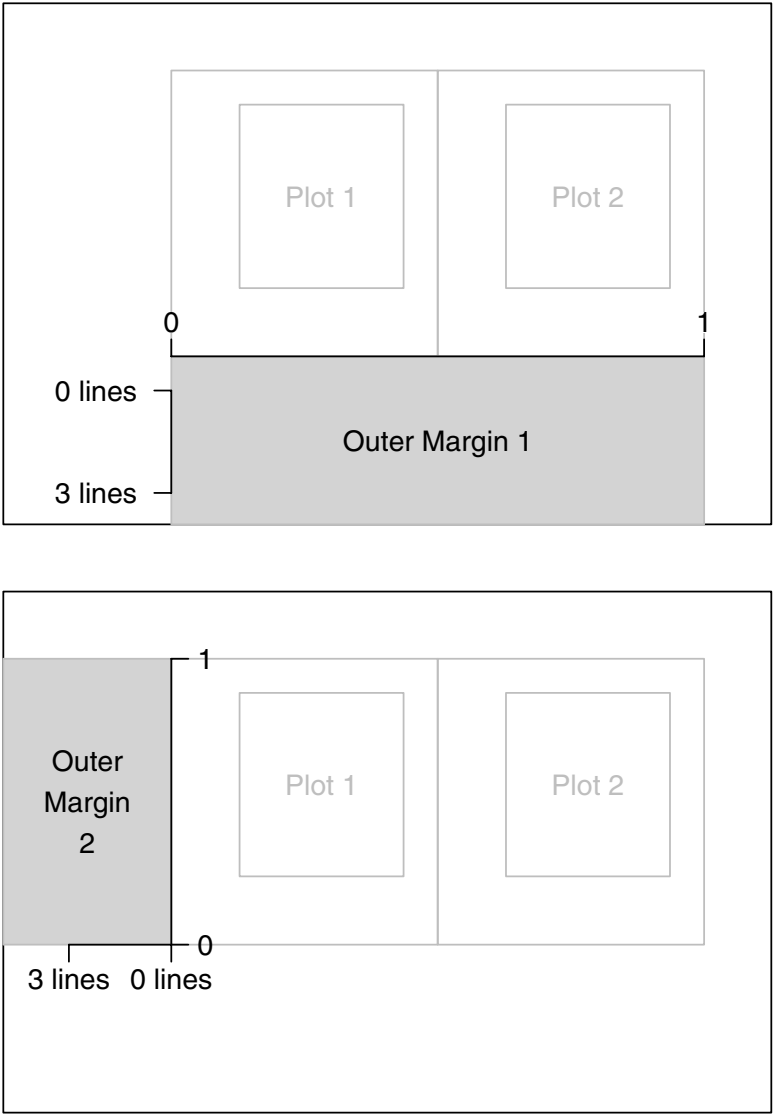 Plot 1
Plot 2
0
1
0 lines
Outer Margin 1
3 lines
1
Outer
Margin
2
Plot 1
Plot 2
0
3 lines
0 lines